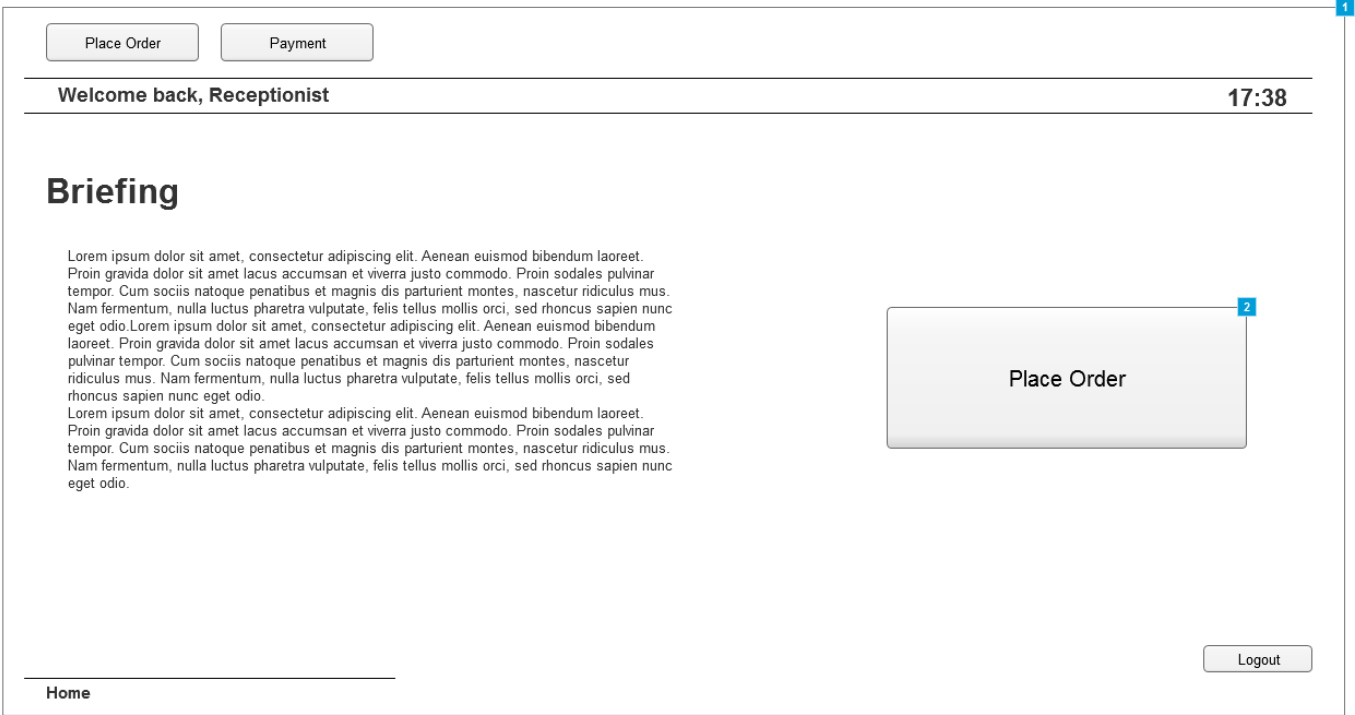 1
Place Order
Payment
Welcome back, Receptionist
17:38
Briefing
Lorem ipsum dolor sit amet, consectetur adipiscing elit. Aenean euismod bibendum laoreet.
Proin gravida dolor sit amet lacus accumsan et viverra justo commodo. Proin sodales pulvinar
tempor. Cum sociis natoque penatibus et magnis dis parturient montes, nascetur ridiculus mus.
Nam fermentum, nulla luctus pharetra vulputate, felis tellus mollis orci, sed rhoncus sapien nunc
eget odio.Lorem ipsum dolor sit amet, consectetur adipiscing elit. Aenean euismod bibendum
laoreet. Proin gravida dolor sit amet lacus accumsan et viverra justo commodo. Proin sodales
pulvinar tempor. Cum sociis natoque penatibus et magnis dis parturient montes, nascetur
ridiculus mus. Nam fermentum, nulla luctus pharetra vulputate, felis tellus mollis orci, sed
rhoncus sapien nunc eget odio.
Lorem ipsum dolor sit amet, consectetur adipiscing elit. Aenean euismod bibendum laoreet.
Proin gravida dolor sit amet lacus accumsan et viverra justo commodo. Proin sodales pulvinar
tempor. Cum sociis natoque penatibus et magnis dis parturient montes, nascetur ridiculus mus.
Nam fermentum, nulla luctus pharetra vulputate, felis tellus mollis orci, sed rhoncus sapien nunc
eget odio.
2
Place Order
Logout
Home